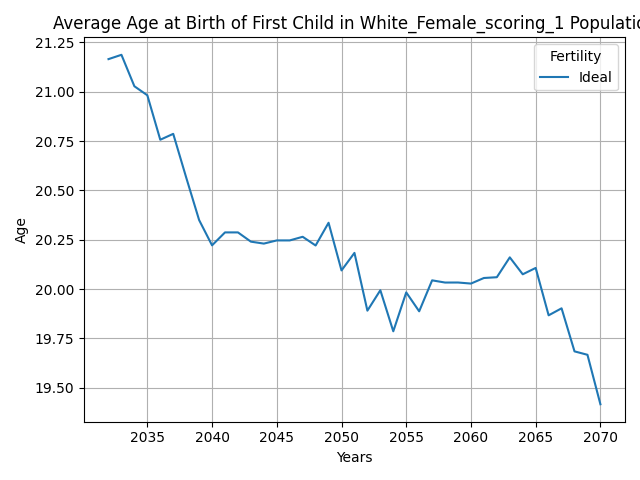 Average Age at Birth of First Child in White_Female_scoring_1 Populatio
21.25
21.00
20.75
20.50
20.25
20.00
19.75
19.50
Age
Fertility
Ideal
2035 2040 2045 2050 2055 2060 2065 2070
Years